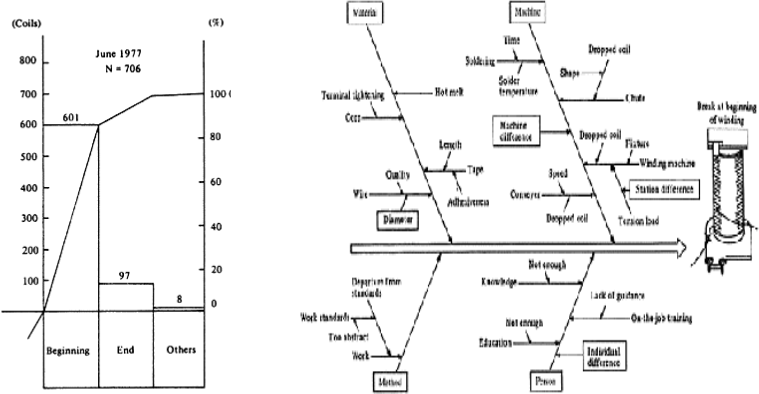 (Coils)
(%)
June 1977
N = 706
800
700
600
500
400
300
200
100
601
97
8
100
80
60
40
20
0
Beginning
End
Others
Material
Machine
Time
Soldering
Solder
temperature
Dropped coil
Shape
Chute
Terminal tightening
Hot melt
Core
Machine
difference
Dropped coil
Fixture
Winding machine
Length
Tape
Adhesiveness
Quality
Wire
Diameter
Speed
Conveyer
Dropped coil
Station difference
Tension load
Break at beginning
of winding
Departure from
standards
Work standards
Too abstract
Work
Method
Not enough
Knowledge
Lack of guidance
On-the-job training
Not enough
Education
Individual
difference
Person